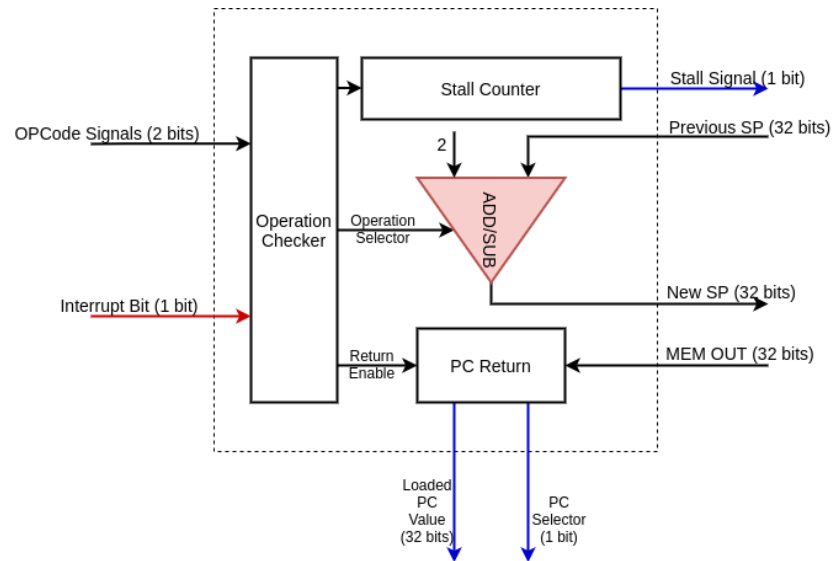 Stall Counter
Stall Signal (1 bit)
OPCode Signals (2 bits)
2
Previous SP (32 bits)
Operation
Checker
Operation
Selector
ADD/SUB
Interrupt Bit (1 bit)
New SP (32 bits)
Return
Enable
PC Return
MEM OUT (32 bits)
Loaded
PC
Value
(32 bits)
PC
Selector
(1 bit)